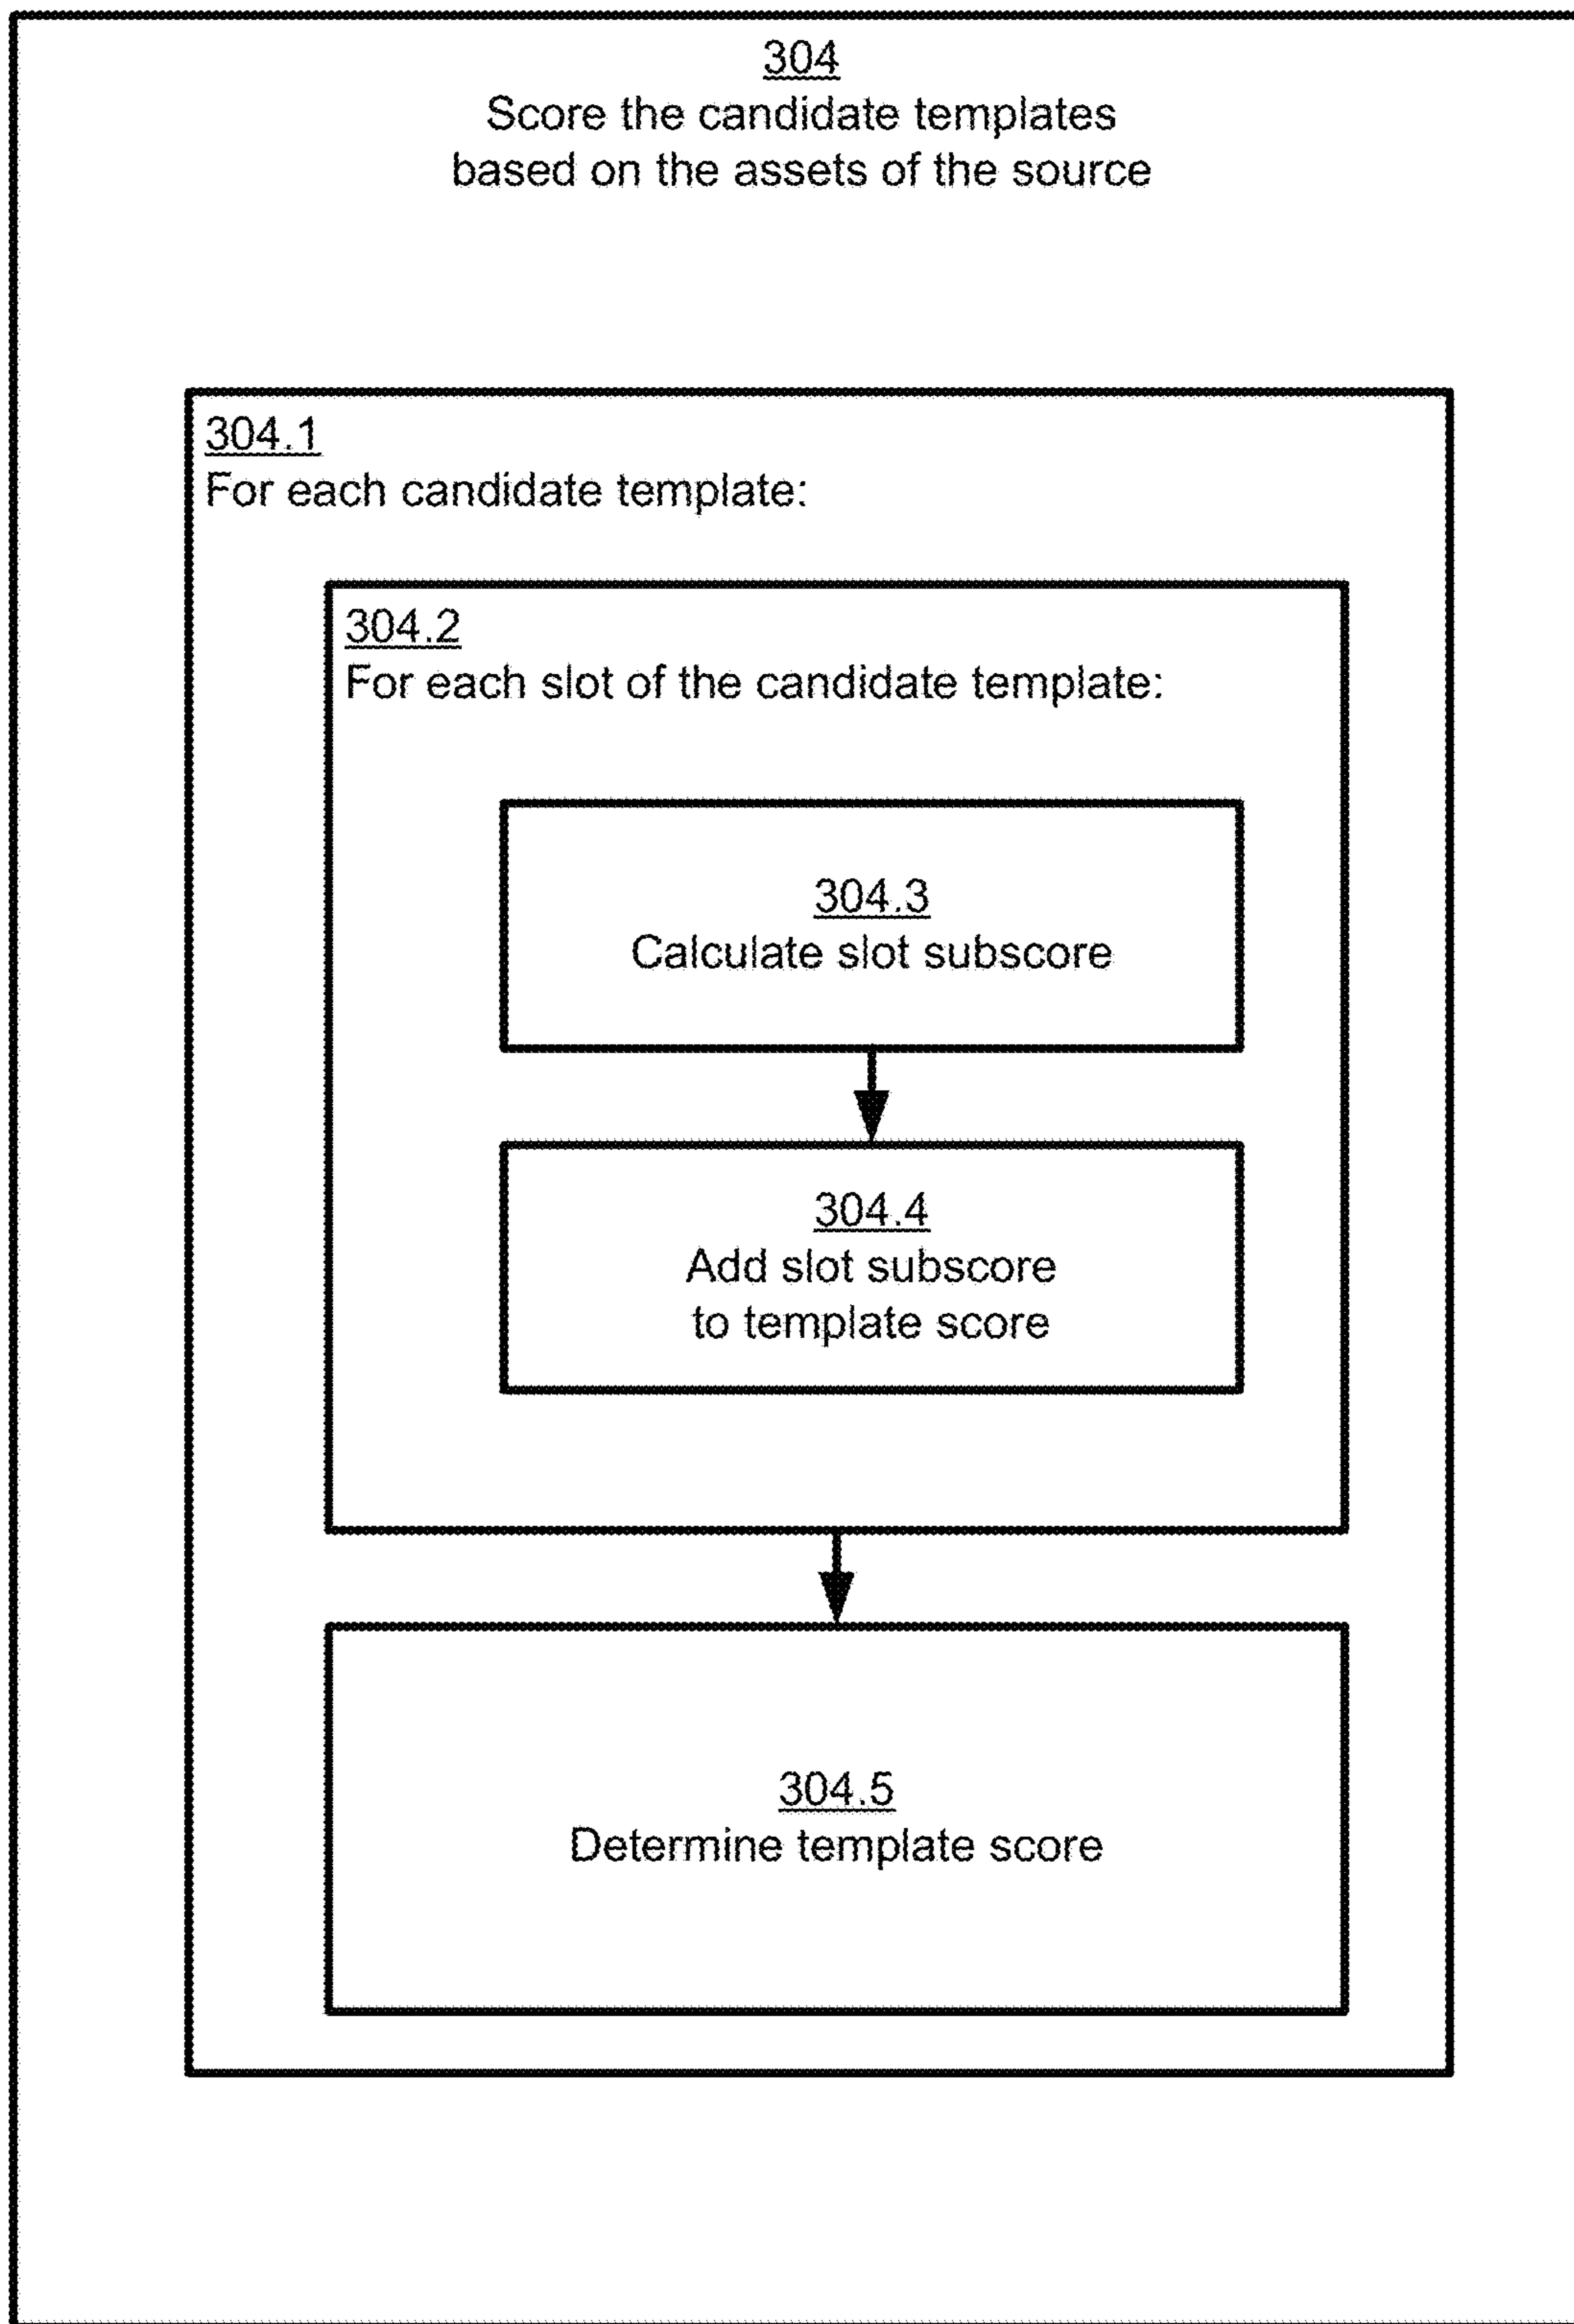 304
Score the candidate templates
based on the assets of the source
304.1
For each candidate template:
304.2
For each slot of the candidate template:
304.3
Calculate slot subscore
304.4
Add slot subscore
to template score
304.5
Determine template score